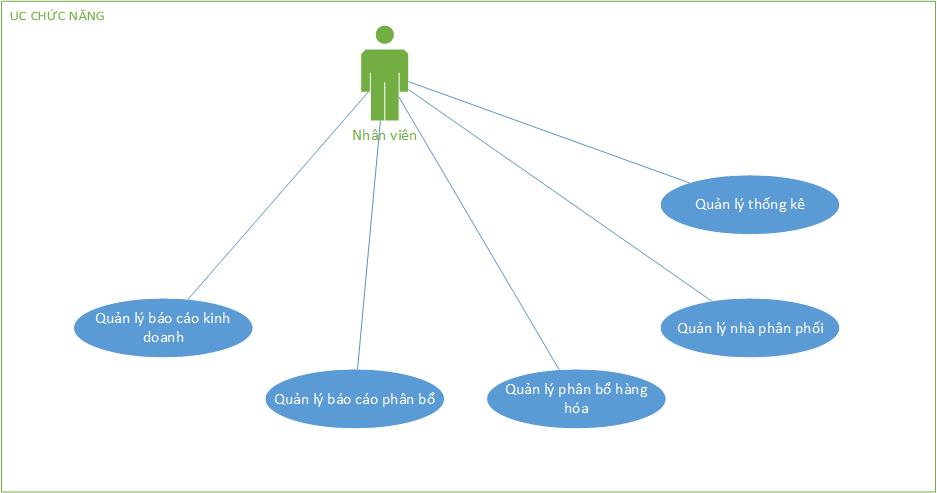 UC CHỨC NĂNG
Nhân viên
Quản lý thống kê
Quản lý báo cáo kinh
doanh
Quản lý nhà phân phối
Quản lý báo cáo phân bổ
Quản lý phân bổ hàng
hóa